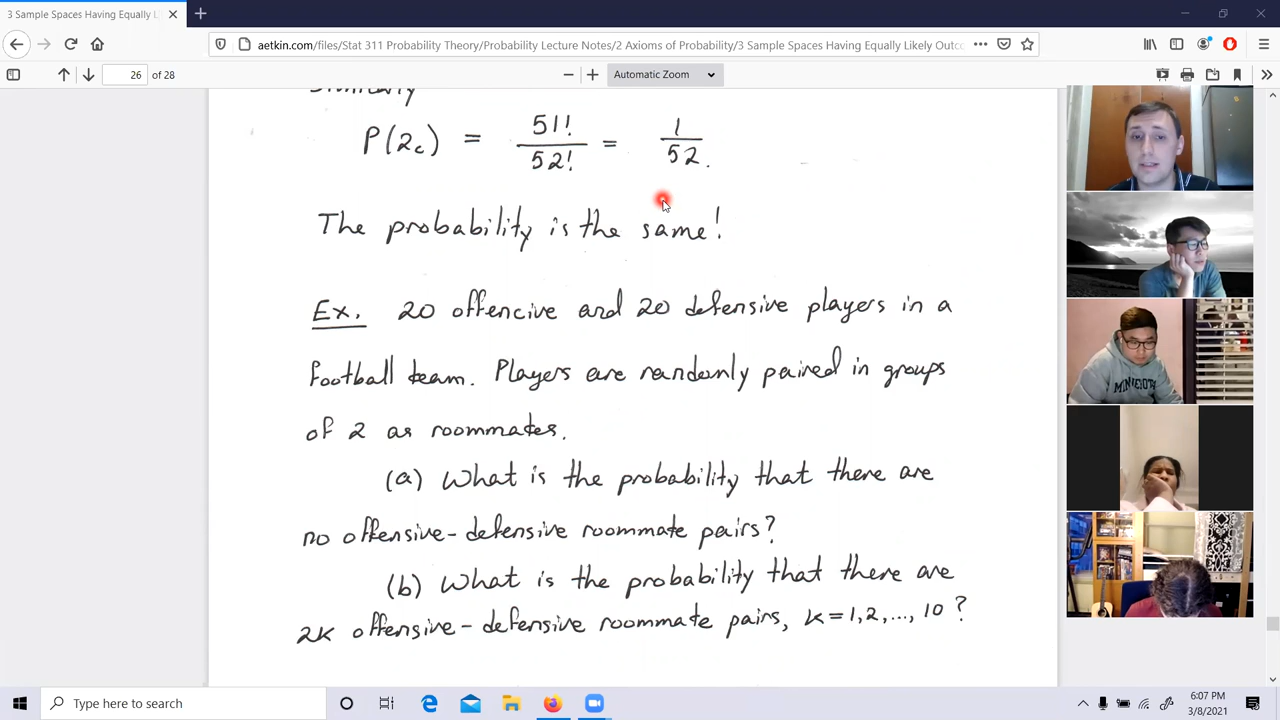 3 Sample Spaces Having Equally L
aetkin.com/files/Stat 311 Probability Theory/Probability Lecture Notes/2 Axioms of Probability/3 Sample Spaces Having Equally Likely Outc
26 of 28
Automatic Zoom
Similarly
P(2c) = 51!/52! = 1/52.
The probability is the same!
Ex. 20 offencive and 20 defensive players in a
football team. Players are randomly paired in groups
of 2 as roommates.
(a) What is the probability that there are
no offensive-defensive roommate pairs?
(b) What is the probability that there are
2K offensive-defensive roommate pairs, K=1,2,...,10?
MINNESOTA
Type here to search
6:07 PM
3/8/2021